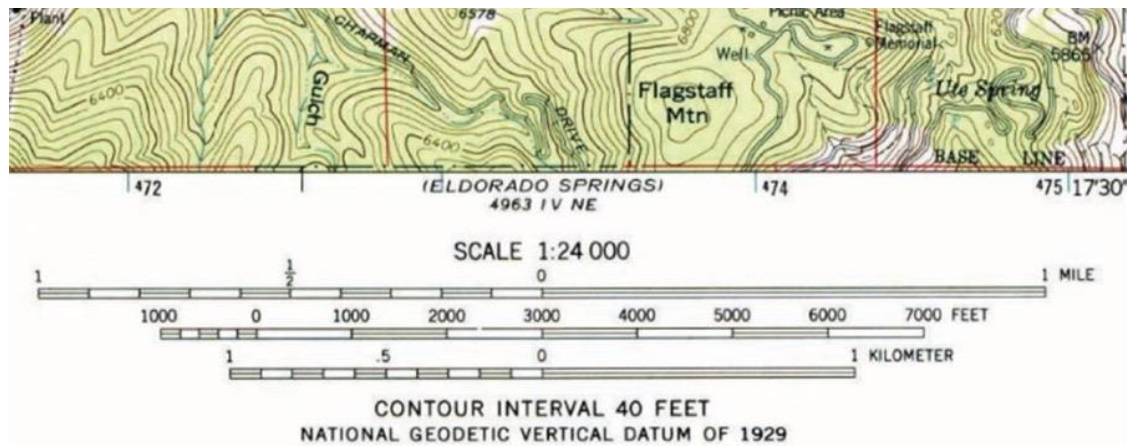 Plant
CHAPMAN
6578
6800
Picnic Area
Well
Flagstaff
Memorial
BM
5865
6400
Gulch
6400
DRIVE
Flagstaff
Mtn
Ute Spring
BASE LINE
472
(ELDORADO SPRINGS)
4963 IV NE
474
475 17'30"
SCALE 1:24 000
1 1/2 0 1 MILE
1000 0 1000 2000 3000 4000 5000 6000 7000 FEET
1 .5 0 1 KILOMETER
CONTOUR INTERVAL 40 FEET
NATIONAL GEODETIC VERTICAL DATUM OF 1929